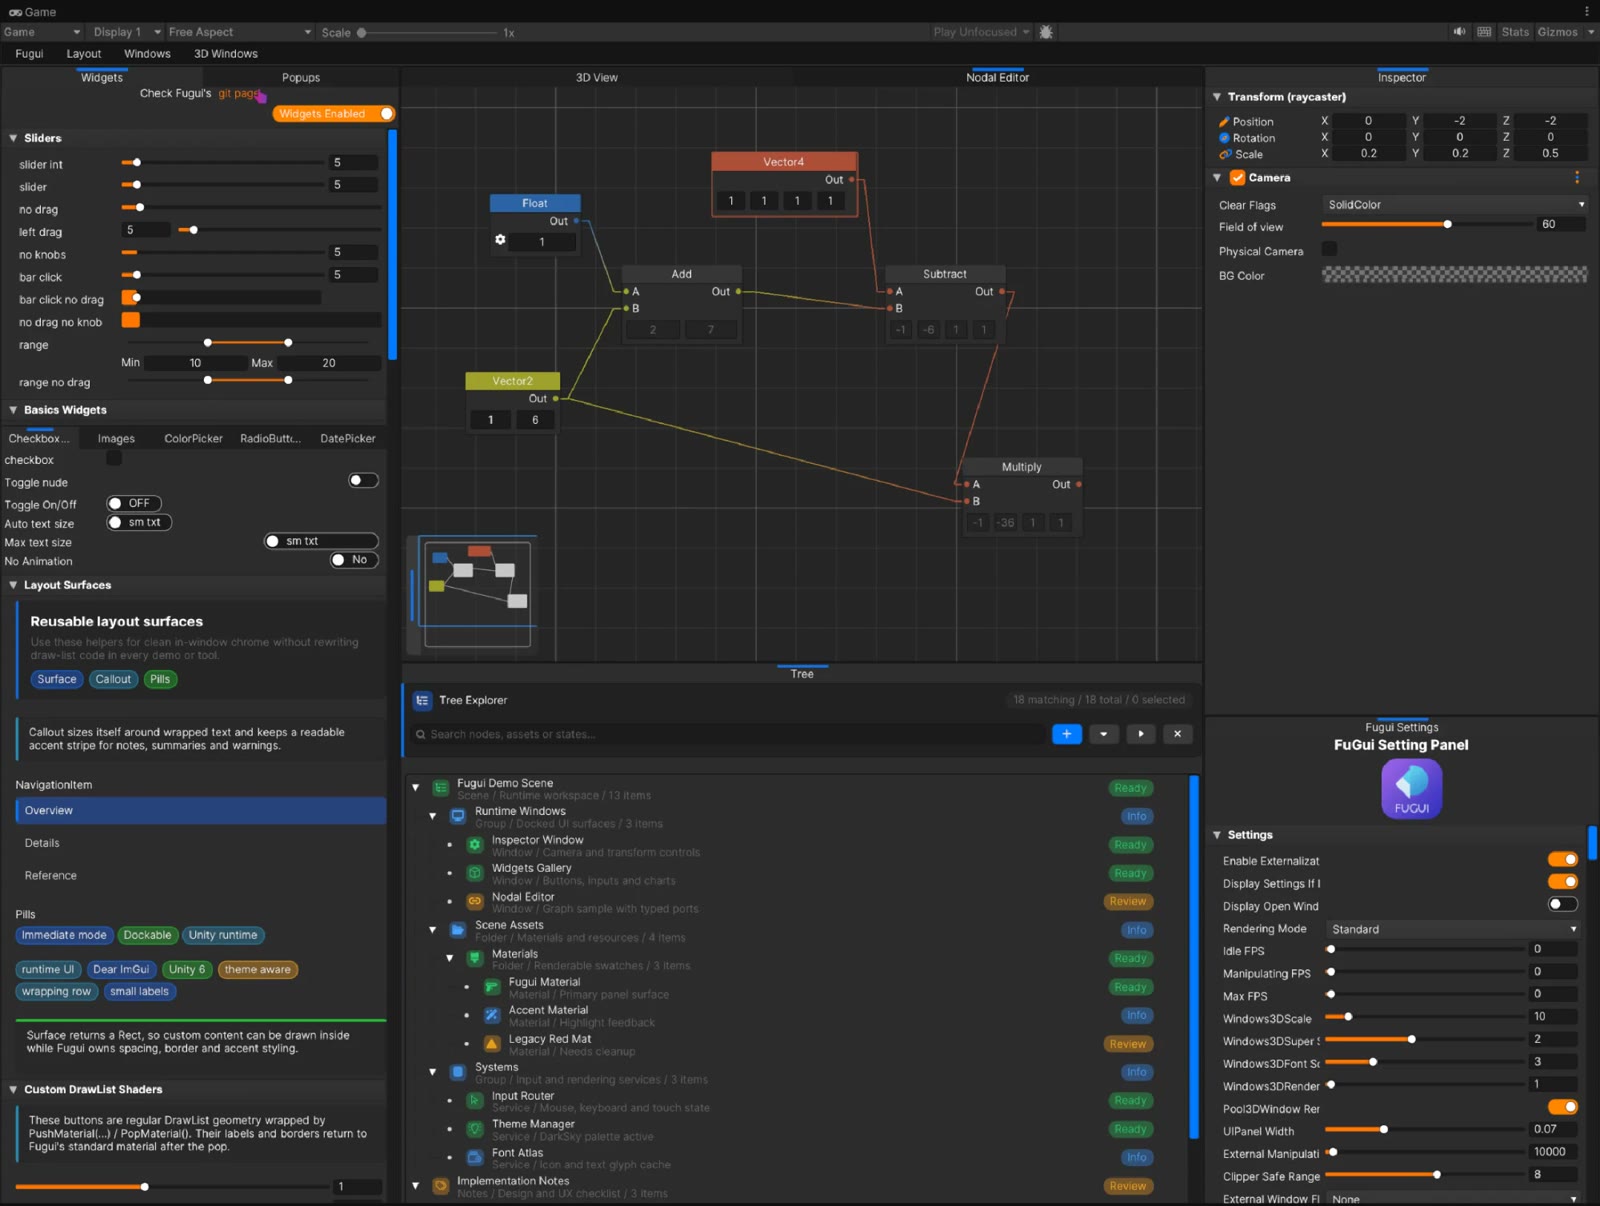 Game
Game Display 1 Free Aspect Scale 1x Play Unfocused Stats Gizmos
Fugui Layout Windows 3D Windows
Widgets Popups
Check Fugui's git page
Widgets Enabled
Sliders
slider int 5
slider 5
no drag
left drag 5
no knobs 5
bar click 5
bar click no drag
no drag no knob
range
Min 10 Max 20
range no drag
Basics Widgets
Checkbox... Images ColorPicker RadioButt... DatePicker
checkbox
Toggle nude
Toggle On/Off OFF
Auto text size sm txt
Max text size sm txt
No Animation No
Layout Surfaces
Reusable layout surfaces
Use these helpers for clean in-window chrome without rewriting
draw-list code in every demo or tool.
Surface Callout Pills
Callout sizes itself around wrapped text and keeps a readable
accent stripe for notes, summaries and warnings.
NavigationItem
Overview
Details
Reference
Pills
Immediate mode Dockable Unity runtime
runtime UI Dear ImGui Unity 6 theme aware
wrapping row small labels
Surface returns a Rect, so custom content can be drawn inside
while Fugui owns spacing, border and accent styling.
Custom DrawList Shaders
These buttons are regular DrawList geometry wrapped by
PushMaterial(...) / PopMaterial(). Their labels and borders return to
Fugui's standard material after the pop.
1
3D View Nodal Editor
Vector4
Out
1 1 1 1
Float
Out
1
Add
A Out
B
2 7
Subtract
A Out
B
-1 -6 1 1
Vector2
Out
1 6
Multiply
A Out
B
-1 -36 1 1
Tree
Tree Explorer 18 matching / 18 total / 0 selected
Search nodes, assets or states...
Fugui Demo Scene Ready
Scene / Runtime workspace / 13 items
Runtime Windows Info
Group / Docked UI surfaces / 3 items
Inspector Window Ready
Window / Camera and transform controls
Widgets Gallery Ready
Window / Buttons, inputs and charts
Nodal Editor Review
Window / Graph sample with typed ports
Scene Assets Info
Folder / Materials and resources / 4 items
Materials Ready
Folder / Renderable swatches / 3 items
Fugui Material Ready
Material / Primary panel surface
Accent Material Info
Material / Highlight feedback
Legacy Red Mat Review
Material / Needs cleanup
Systems Info
Group / Input and rendering services / 3 items
Input Router Ready
Service / Mouse, keyboard and touch state
Theme Manager Ready
Service / DarkSky palette active
Font Atlas Info
Service / Icon and text glyph cache
Implementation Notes Review
Notes / Design and UX checklist / 3 items
Inspector
Transform (raycaster)
Position X 0 Y -2 Z -2
Rotation X 0 Y 0 Z 0
Scale X 0.2 Y 0.2 Z 0.5
Camera
Clear Flags SolidColor
Field of view 60
Physical Camera
BG Color
Fugui Settings
FuGui Setting Panel
FUGUI
Settings
Enable Externalizat
Display Settings If I
Display Open Wind
Rendering Mode Standard
Idle FPS 0
Manipulating FPS 0
Max FPS 0
Windows3DScale 10
Windows3DSuper S 2
Windows3DFont Sc 3
Windows3DRender 1
Pool3DWindow Rer
UIPanel Width 0.07
External Manipulati 10000
Clipper Safe Range 8
External Window Fl None